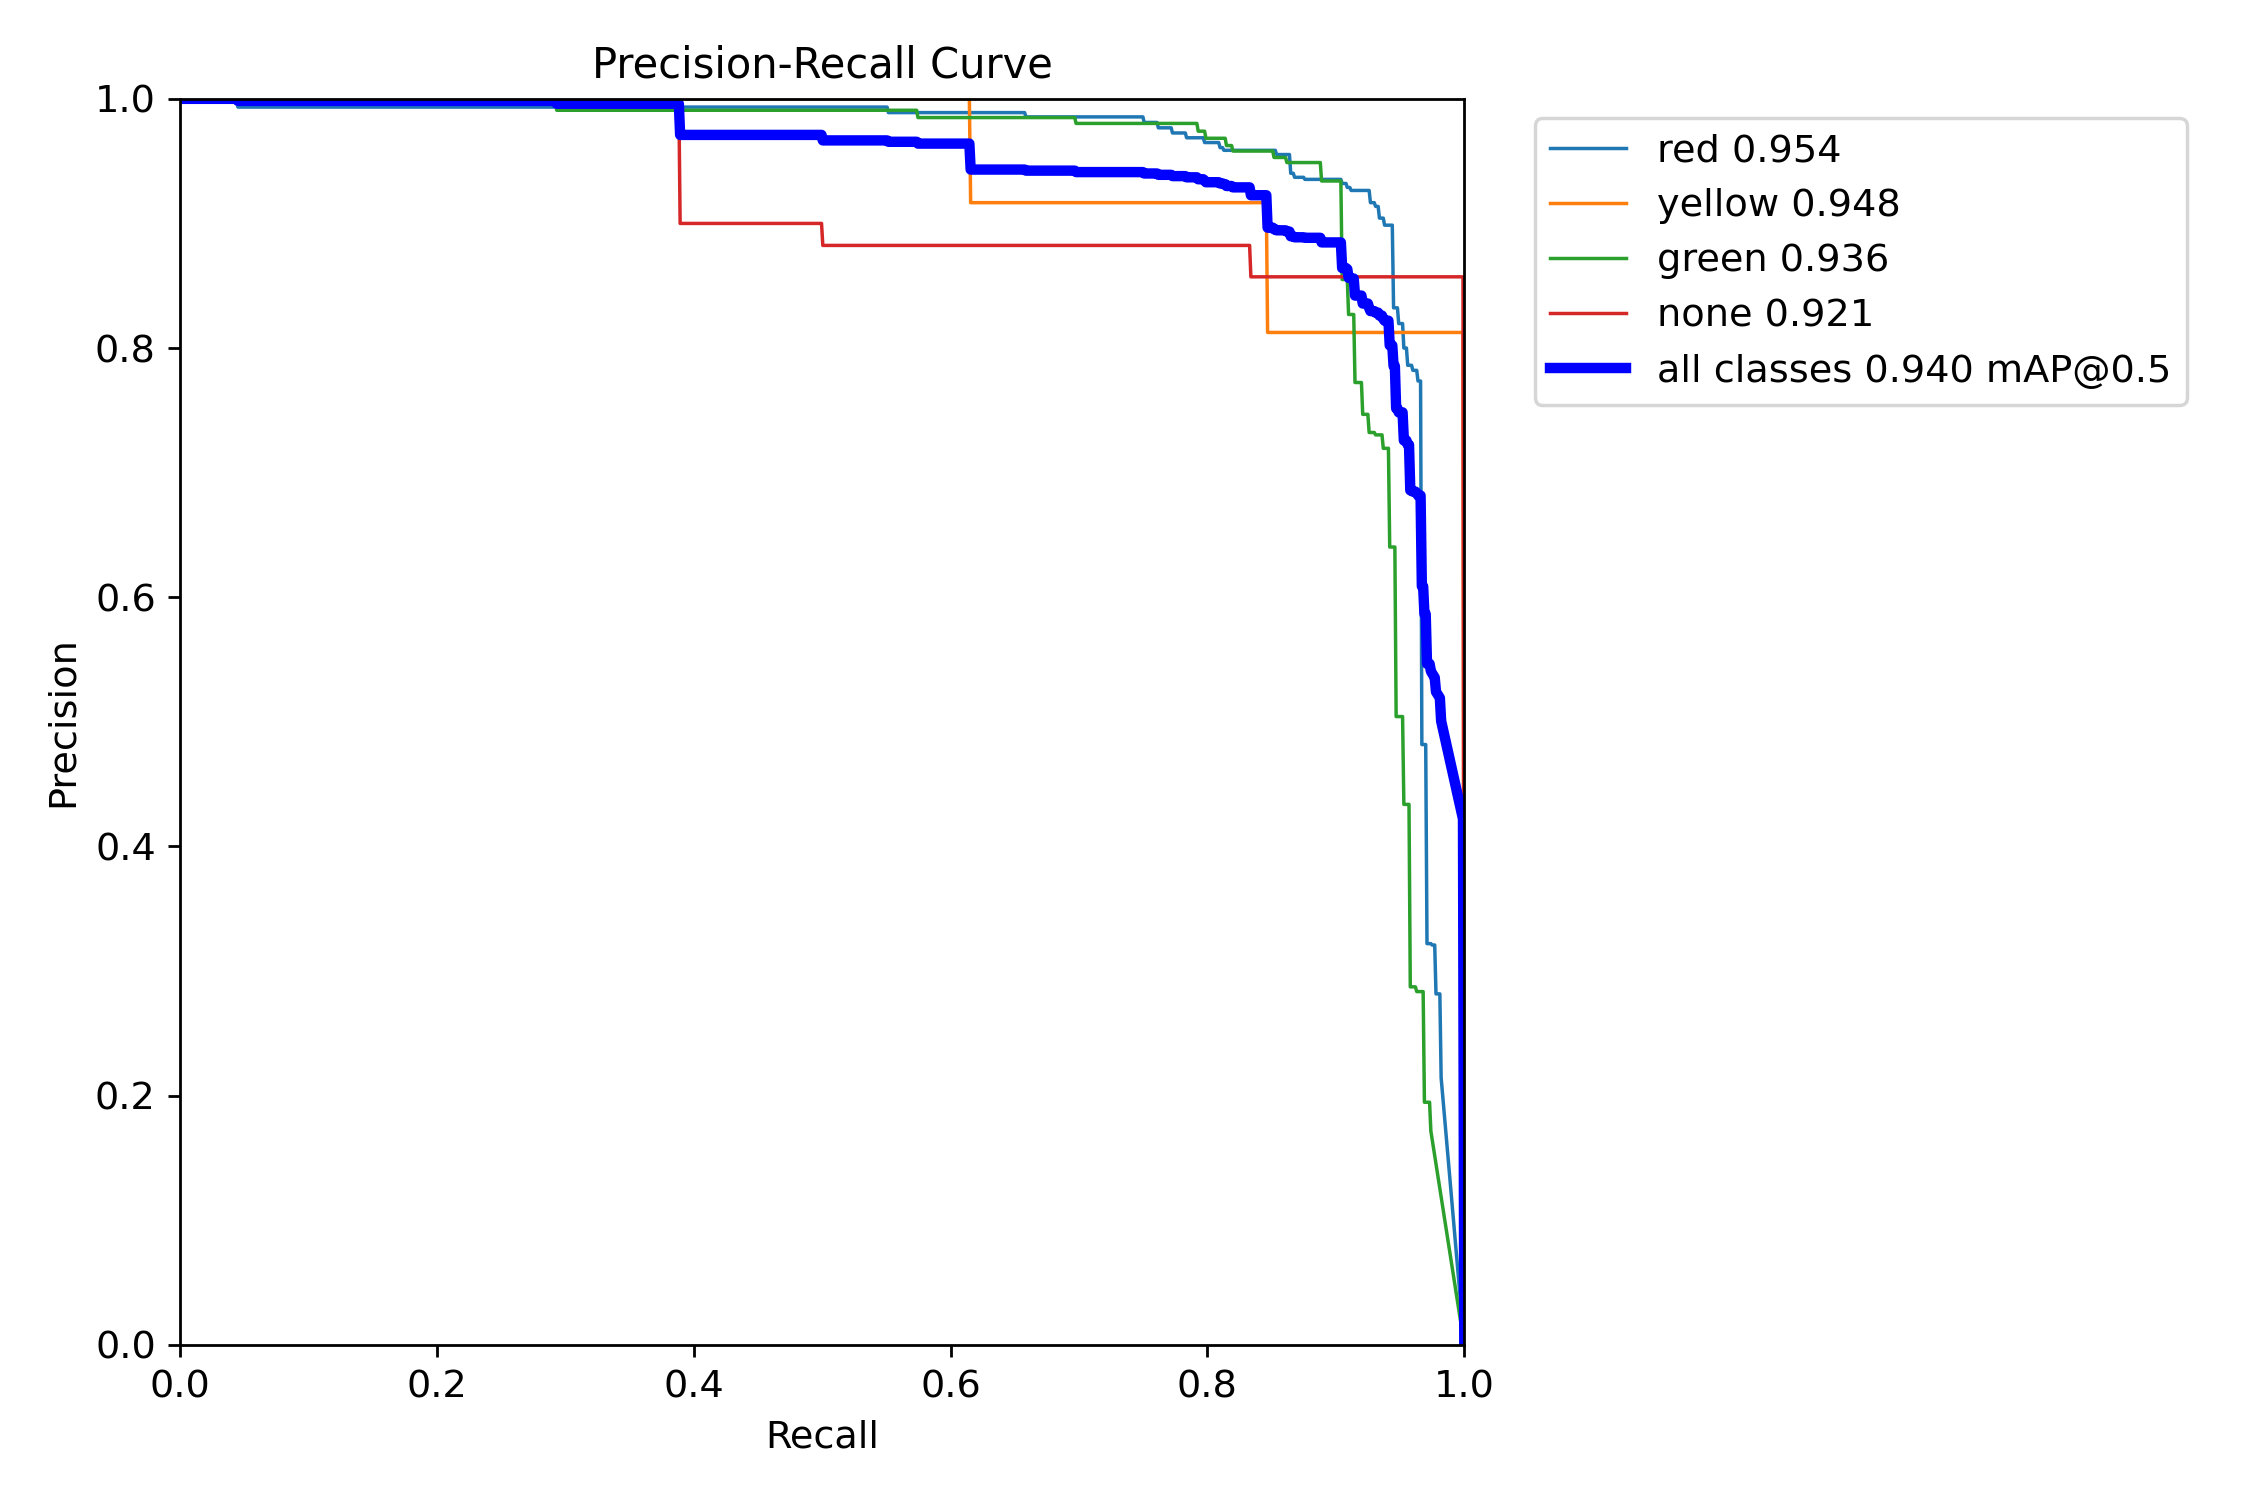 Precision-Recall Curve
1.0
0.8
0.6
0.4
0.2
0.0
Precision
0.0 0.2 0.4 0.6 0.8 1.0
Recall
red 0.954
yellow 0.948
green 0.936
none 0.921
all classes 0.940 mAP@0.5